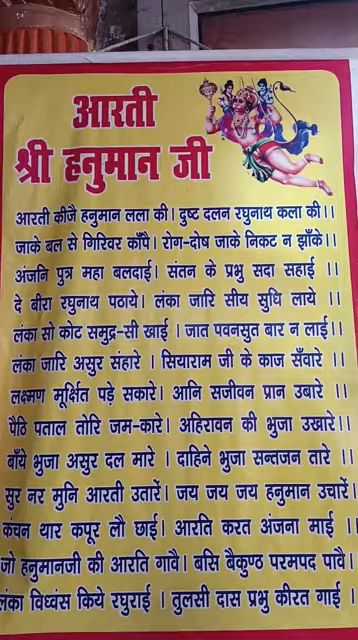 आरती
श्री हनुमान जी
आरती कीजै हनुमान लला की। दुष्ट दलन रघुनाथ कला की।।
जाके बल से गिरिवर काँपै। रोग-दोष जाके निकट न झाँके।।
अंजनि पुत्र महा बलदाई। संतन के प्रभु सदा सहाई ।।
दे बीरा रघुनाथ पठाये। लंका जारि सीय सुधि लाये ।।
लंका सो कोट समुद्र-सी खाई । जात पवनसुत बार न लाई।।
लंका जारि असुर संहारे । सियाराम जी के काज सँवारे ।।
लक्ष्मण मूर्क्षित पड़े सकारे। आनि सजीवन प्रान उबारे ।।
पैठि पताल तोरि जम-कारे। अहिरावन की भुजा उखारे।।
बाँये भुजा असुर दल मारे । दाहिने भुजा सन्तजन तारे ।।
सुर नर मुनि आरती उतारें। जय जय जय हनुमान उचारें।
कंचन थार कपूर लौ छाई। आरति करत अंजना माई ।।
जो हनुमानजी की आरति गावै। बसि बैकुण्ठ परमपद पावै।
लंका विध्वंस किये रघुराई । तुलसी दास प्रभु कीरत गाई ।